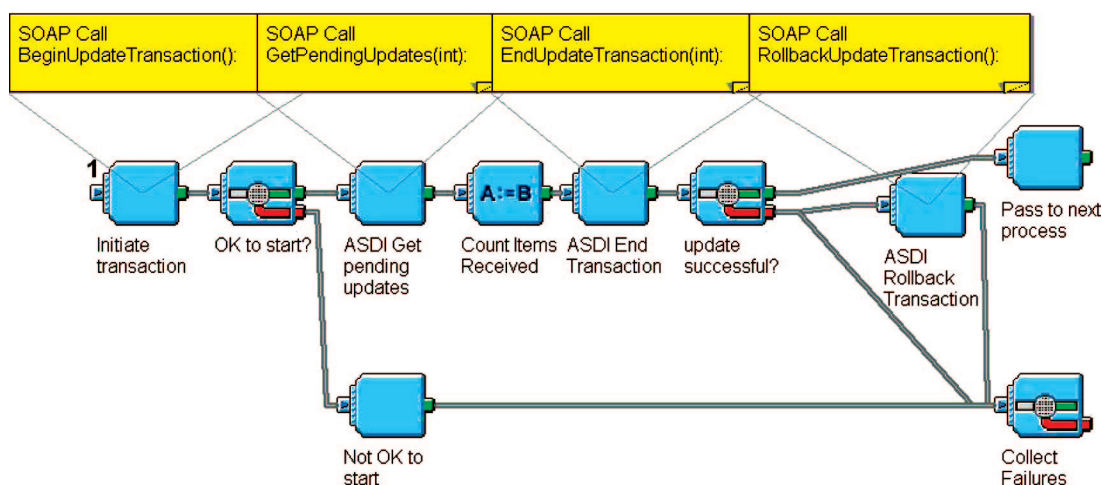 SOAP Call
BeginUpdateTransaction():
SOAP Call
GetPendingUpdates(int):
SOAP Call
EndUpdateTransaction(int):
SOAP Call
RollbackUpdateTransaction():
1
A:=B
Initiate
transaction
OK to start?
ASDI Get
pending
updates
Count Items
Received
ASDI End
Transaction
update
successful?
ASDI
Rollback
Transaction
Pass to next
process
Not OK to
start
Collect
Failures